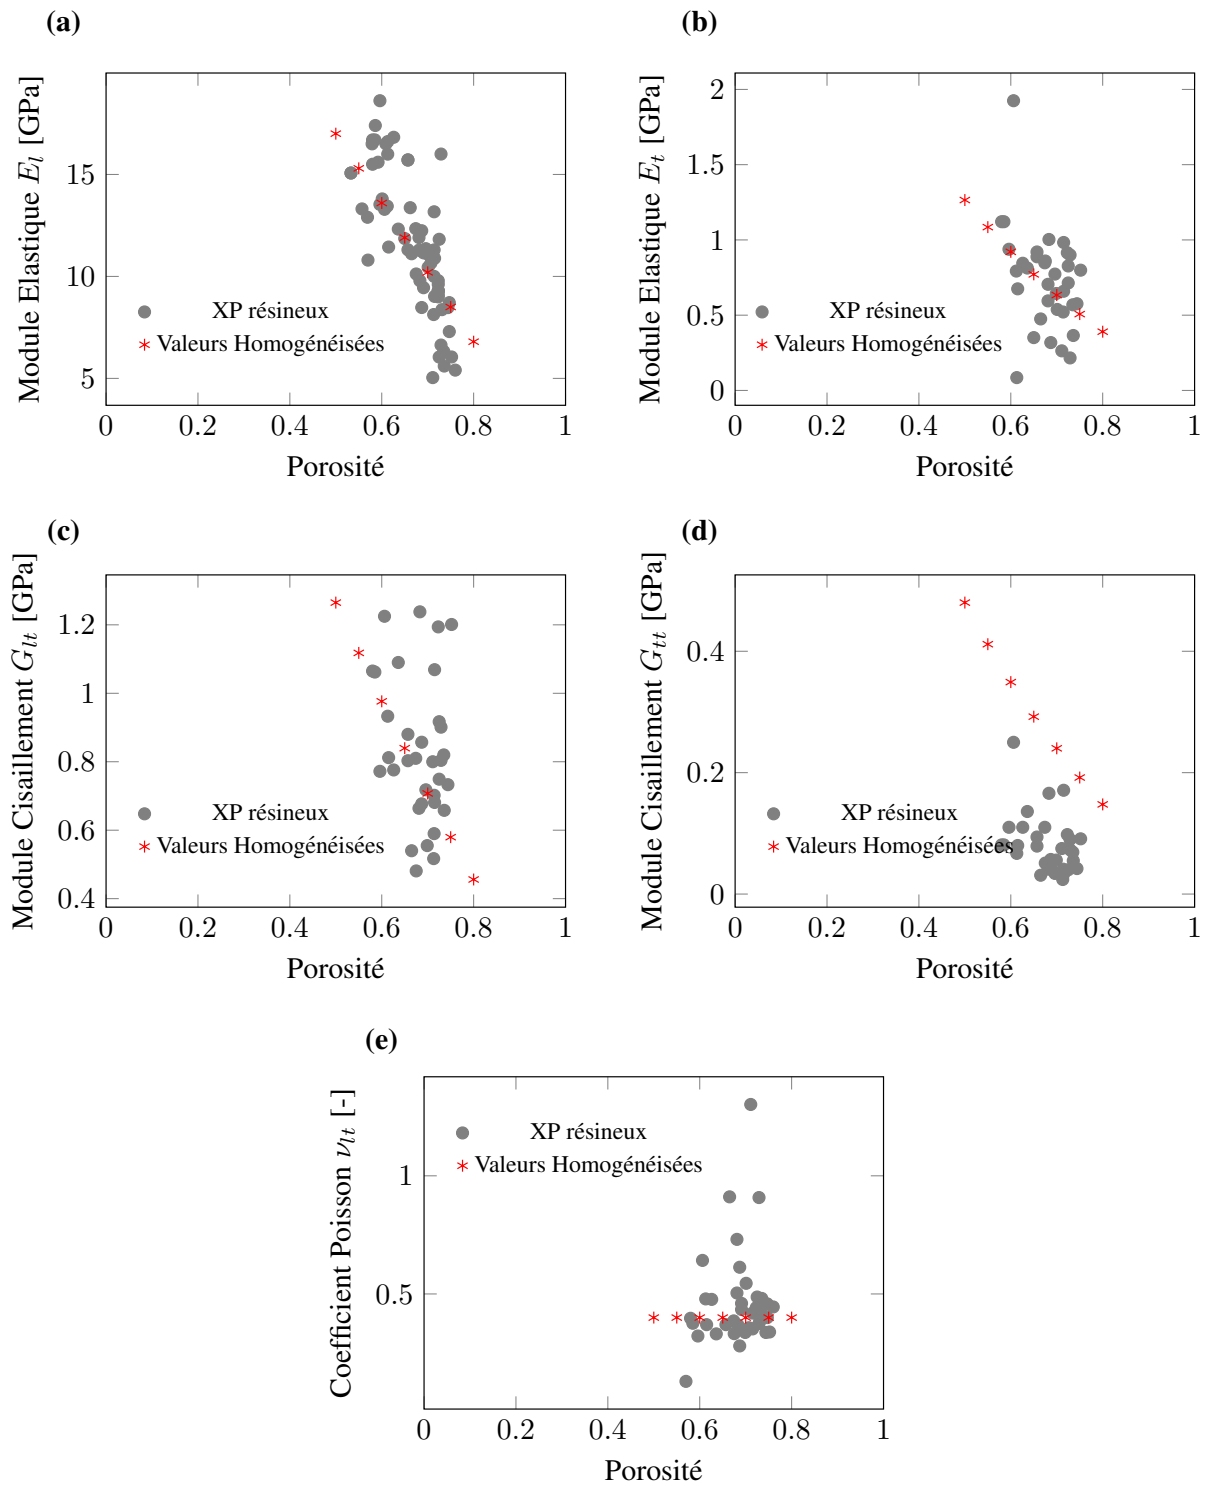 (a)
Module Elastique E_l [GPa]
15
10
5
XP résineux
Valeurs Homogénéisées
0 0.2 0.4 0.6 0.8 1
Porosité
(b)
Module Elastique E_t [GPa]
2
1.5
1
0.5
0
XP résineux
Valeurs Homogénéisées
0 0.2 0.4 0.6 0.8 1
Porosité
(c)
Module Cisaillement G_lt [GPa]
1.2
1
0.8
0.6
0.4
XP résineux
Valeurs Homogénéisées
0 0.2 0.4 0.6 0.8 1
Porosité
(d)
Module Cisaillement G_tt [GPa]
0.4
0.2
0
XP résineux
Valeurs Homogénéisées
0 0.2 0.4 0.6 0.8 1
Porosité
(e)
Coefficient Poisson ν_lt [-]
1
0.5
XP résineux
Valeurs Homogénéisées
0 0.2 0.4 0.6 0.8 1
Porosité